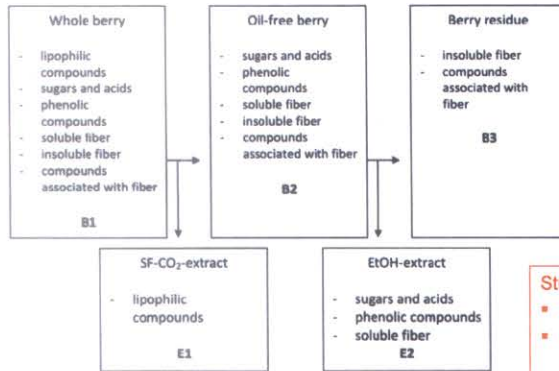 Whole berry
- lipophilic
compounds
- sugars and acids
- phenolic
compounds
- soluble fiber
- insoluble fiber
- compounds
associated with fiber
B1
Oil-free berry
- sugars and acids
- phenolic
compounds
- soluble fiber
- insoluble fiber
- compounds
associated with fiber
B2
Berry residue
- insoluble fiber
- compounds
associated with
fiber
B3
SF-CO₂-extract
- lipophilic
compounds
E1
EtOH-extract
- sugars and acids
- phenolic compounds
- soluble fiber
E2